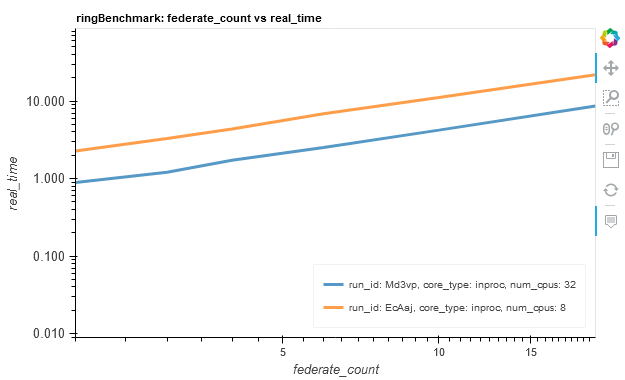 ringBenchmark: federate_count vs real_time
10.000
1.000
0.100
0.010
real_time
run_id: Md3vp, core_type: inproc, num_cpus: 32
run_id: EcAaj, core_type: inproc, num_cpus: 8
5
10
15
federate_count